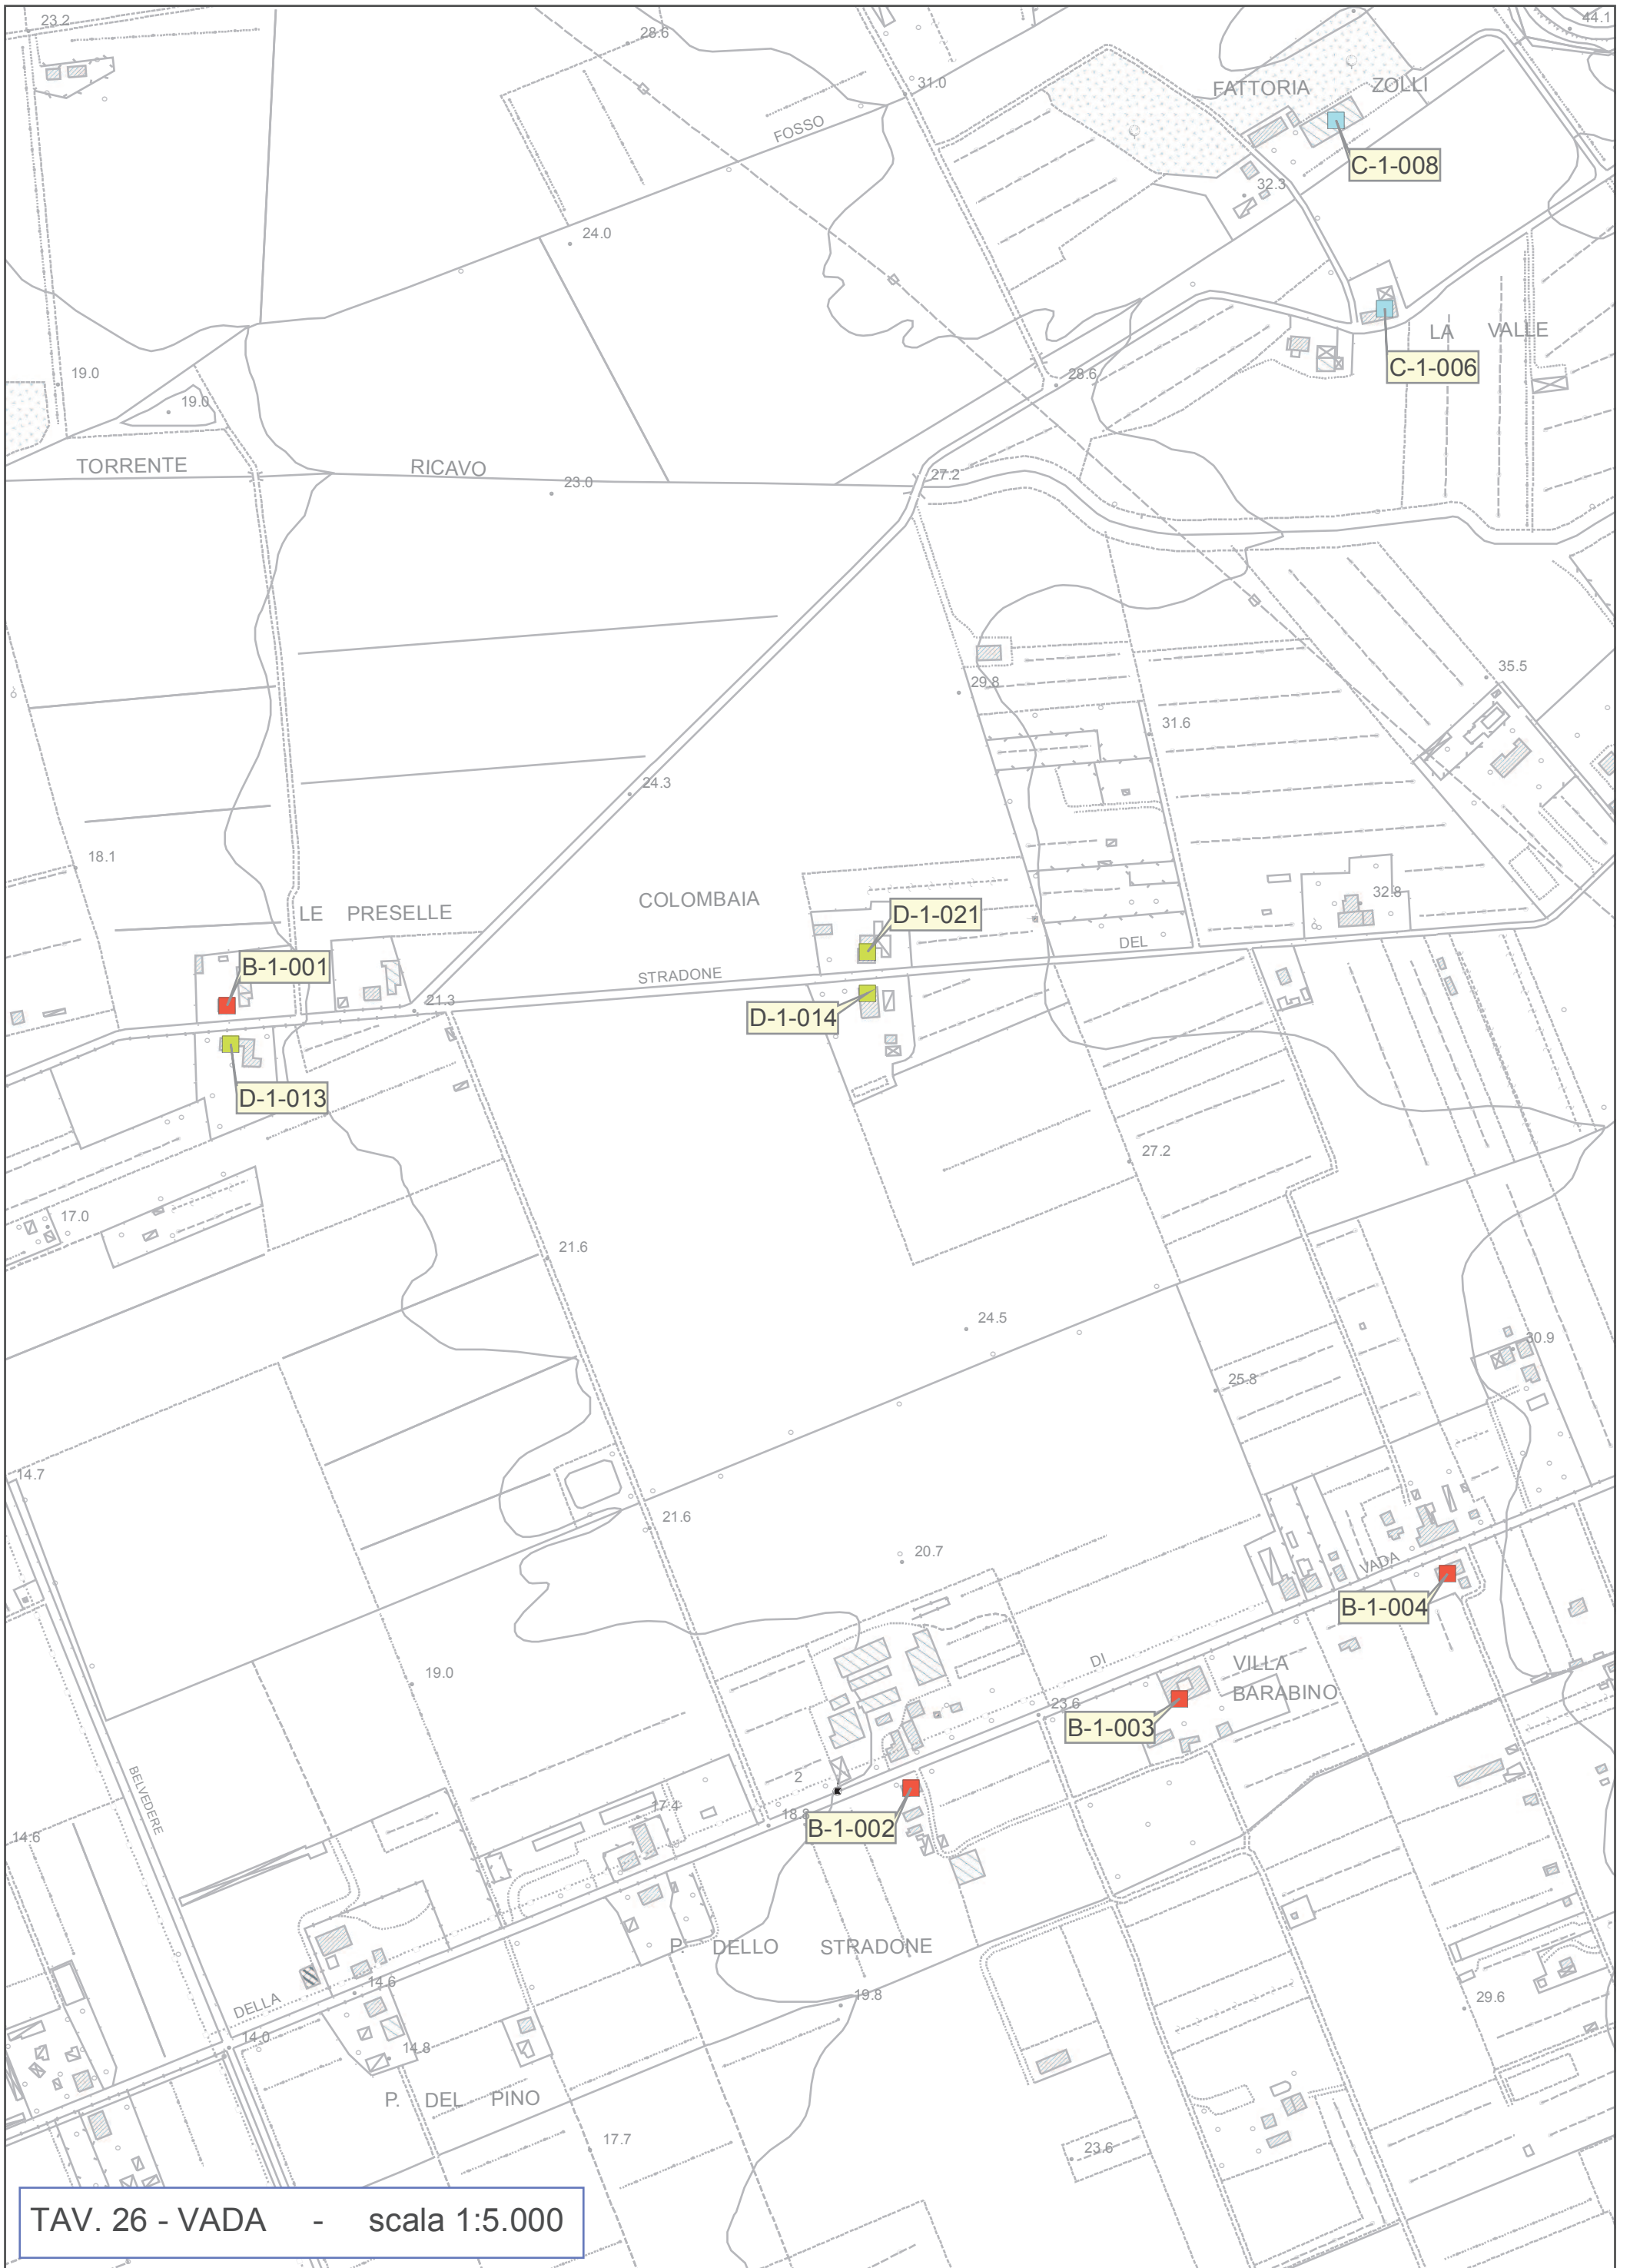 23.2
44.1
28.6
31.0
FATTORIA ZOLLI
FOSSO
C-1-008
32.3
24.0
LA VALLE
C-1-006
19.0
28.6
19.0
TORRENTE RICAVO
27.2
23.0
35.5
29.8
31.6
24.3
18.1
32.8
COLOMBAIA
LE PRESELLE
D-1-021
DEL
B-1-001
STRADONE
21.3
D-1-014
D-1-013
27.2
17.0
21.6
24.5
30.9
25.8
14.7
21.6
20.7
VADA
B-1-004
DI
VILLA
BARABINO
19.0
23.6
B-1-003
2
BELVEDERE
17.4
18.8
B-1-002
14.6
P. DELLO STRADONE
14.6
DELLA
19.8
29.6
14.0
14.8
P. DEL PINO
17.7
23.6
TAV. 26 - VADA - scala 1:5.000